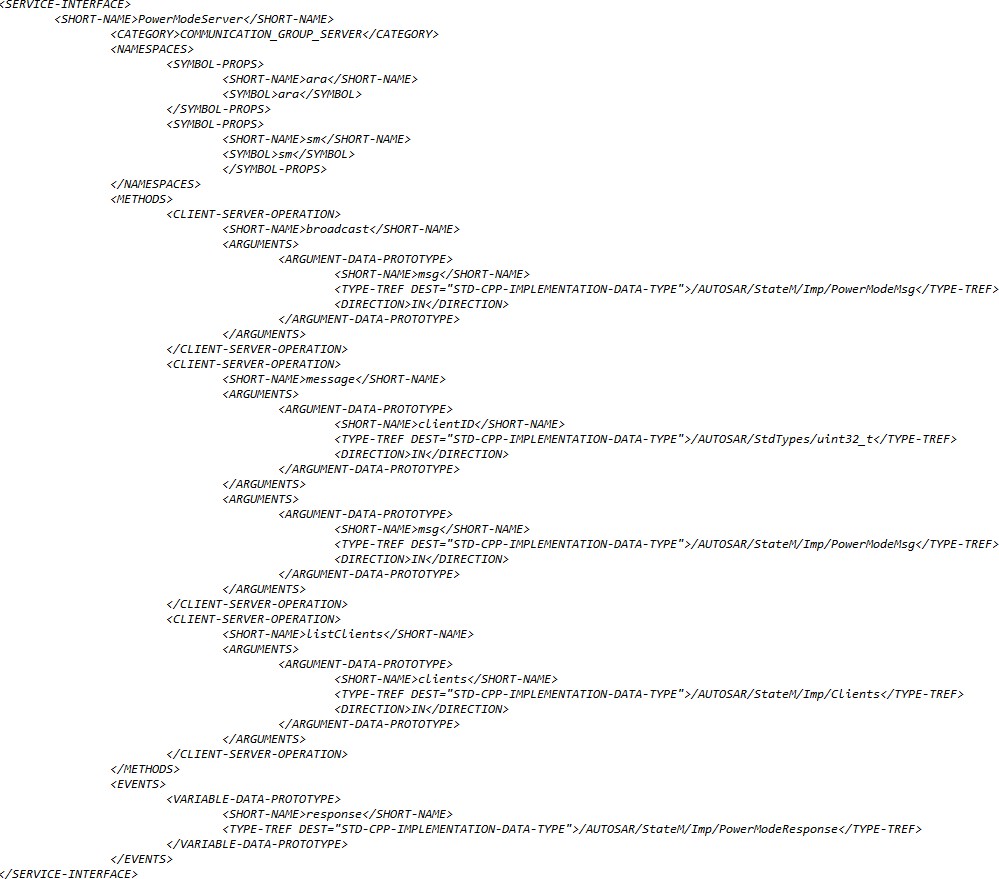 <SERVICE-INTERFACE>
<SHORT-NAME>PowerModeServer</SHORT-NAME>
<CATEGORY>COMMUNICATION_GROUP_SERVER</CATEGORY>
<NAMESPACES>
<SYMBOL-PROPS>
<SHORT-NAME>ara</SHORT-NAME>
<SYMBOL>ara</SYMBOL>
</SYMBOL-PROPS>
<SYMBOL-PROPS>
<SHORT-NAME>sm</SHORT-NAME>
<SYMBOL>sm</SYMBOL>
</SYMBOL-PROPS>
</NAMESPACES>
<METHODS>
<CLIENT-SERVER-OPERATION>
<SHORT-NAME>broadcast</SHORT-NAME>
<ARGUMENTS>
<ARGUMENT-DATA-PROTOTYPE>
<SHORT-NAME>msg</SHORT-NAME>
<TYPE-TREF DEST="STD-CPP-IMPLEMENTATION-DATA-TYPE">/AUTOSAR/StateM/Imp/PowerModeMsg</TYPE-TREF>
<DIRECTION>IN</DIRECTION>
</ARGUMENT-DATA-PROTOTYPE>
</ARGUMENTS>
</CLIENT-SERVER-OPERATION>
<CLIENT-SERVER-OPERATION>
<SHORT-NAME>message</SHORT-NAME>
<ARGUMENTS>
<ARGUMENT-DATA-PROTOTYPE>
<SHORT-NAME>clientID</SHORT-NAME>
<TYPE-TREF DEST="STD-CPP-IMPLEMENTATION-DATA-TYPE">/AUTOSAR/StdTypes/uint32_t</TYPE-TREF>
<DIRECTION>IN</DIRECTION>
</ARGUMENT-DATA-PROTOTYPE>
</ARGUMENTS>
<ARGUMENTS>
<ARGUMENT-DATA-PROTOTYPE>
<SHORT-NAME>msg</SHORT-NAME>
<TYPE-TREF DEST="STD-CPP-IMPLEMENTATION-DATA-TYPE">/AUTOSAR/StateM/Imp/PowerModeMsg</TYPE-TREF>
<DIRECTION>IN</DIRECTION>
</ARGUMENT-DATA-PROTOTYPE>
</ARGUMENTS>
</CLIENT-SERVER-OPERATION>
<CLIENT-SERVER-OPERATION>
<SHORT-NAME>listClients</SHORT-NAME>
<ARGUMENTS>
<ARGUMENT-DATA-PROTOTYPE>
<SHORT-NAME>clients</SHORT-NAME>
<TYPE-TREF DEST="STD-CPP-IMPLEMENTATION-DATA-TYPE">/AUTOSAR/StateM/Imp/Clients</TYPE-TREF>
<DIRECTION>IN</DIRECTION>
</ARGUMENT-DATA-PROTOTYPE>
</ARGUMENTS>
</CLIENT-SERVER-OPERATION>
</METHODS>
<EVENTS>
<VARIABLE-DATA-PROTOTYPE>
<SHORT-NAME>response</SHORT-NAME>
<TYPE-TREF DEST="STD-CPP-IMPLEMENTATION-DATA-TYPE">/AUTOSAR/StateM/Imp/PowerModeResponse</TYPE-TREF>
</VARIABLE-DATA-PROTOTYPE>
</EVENTS>
</SERVICE-INTERFACE>